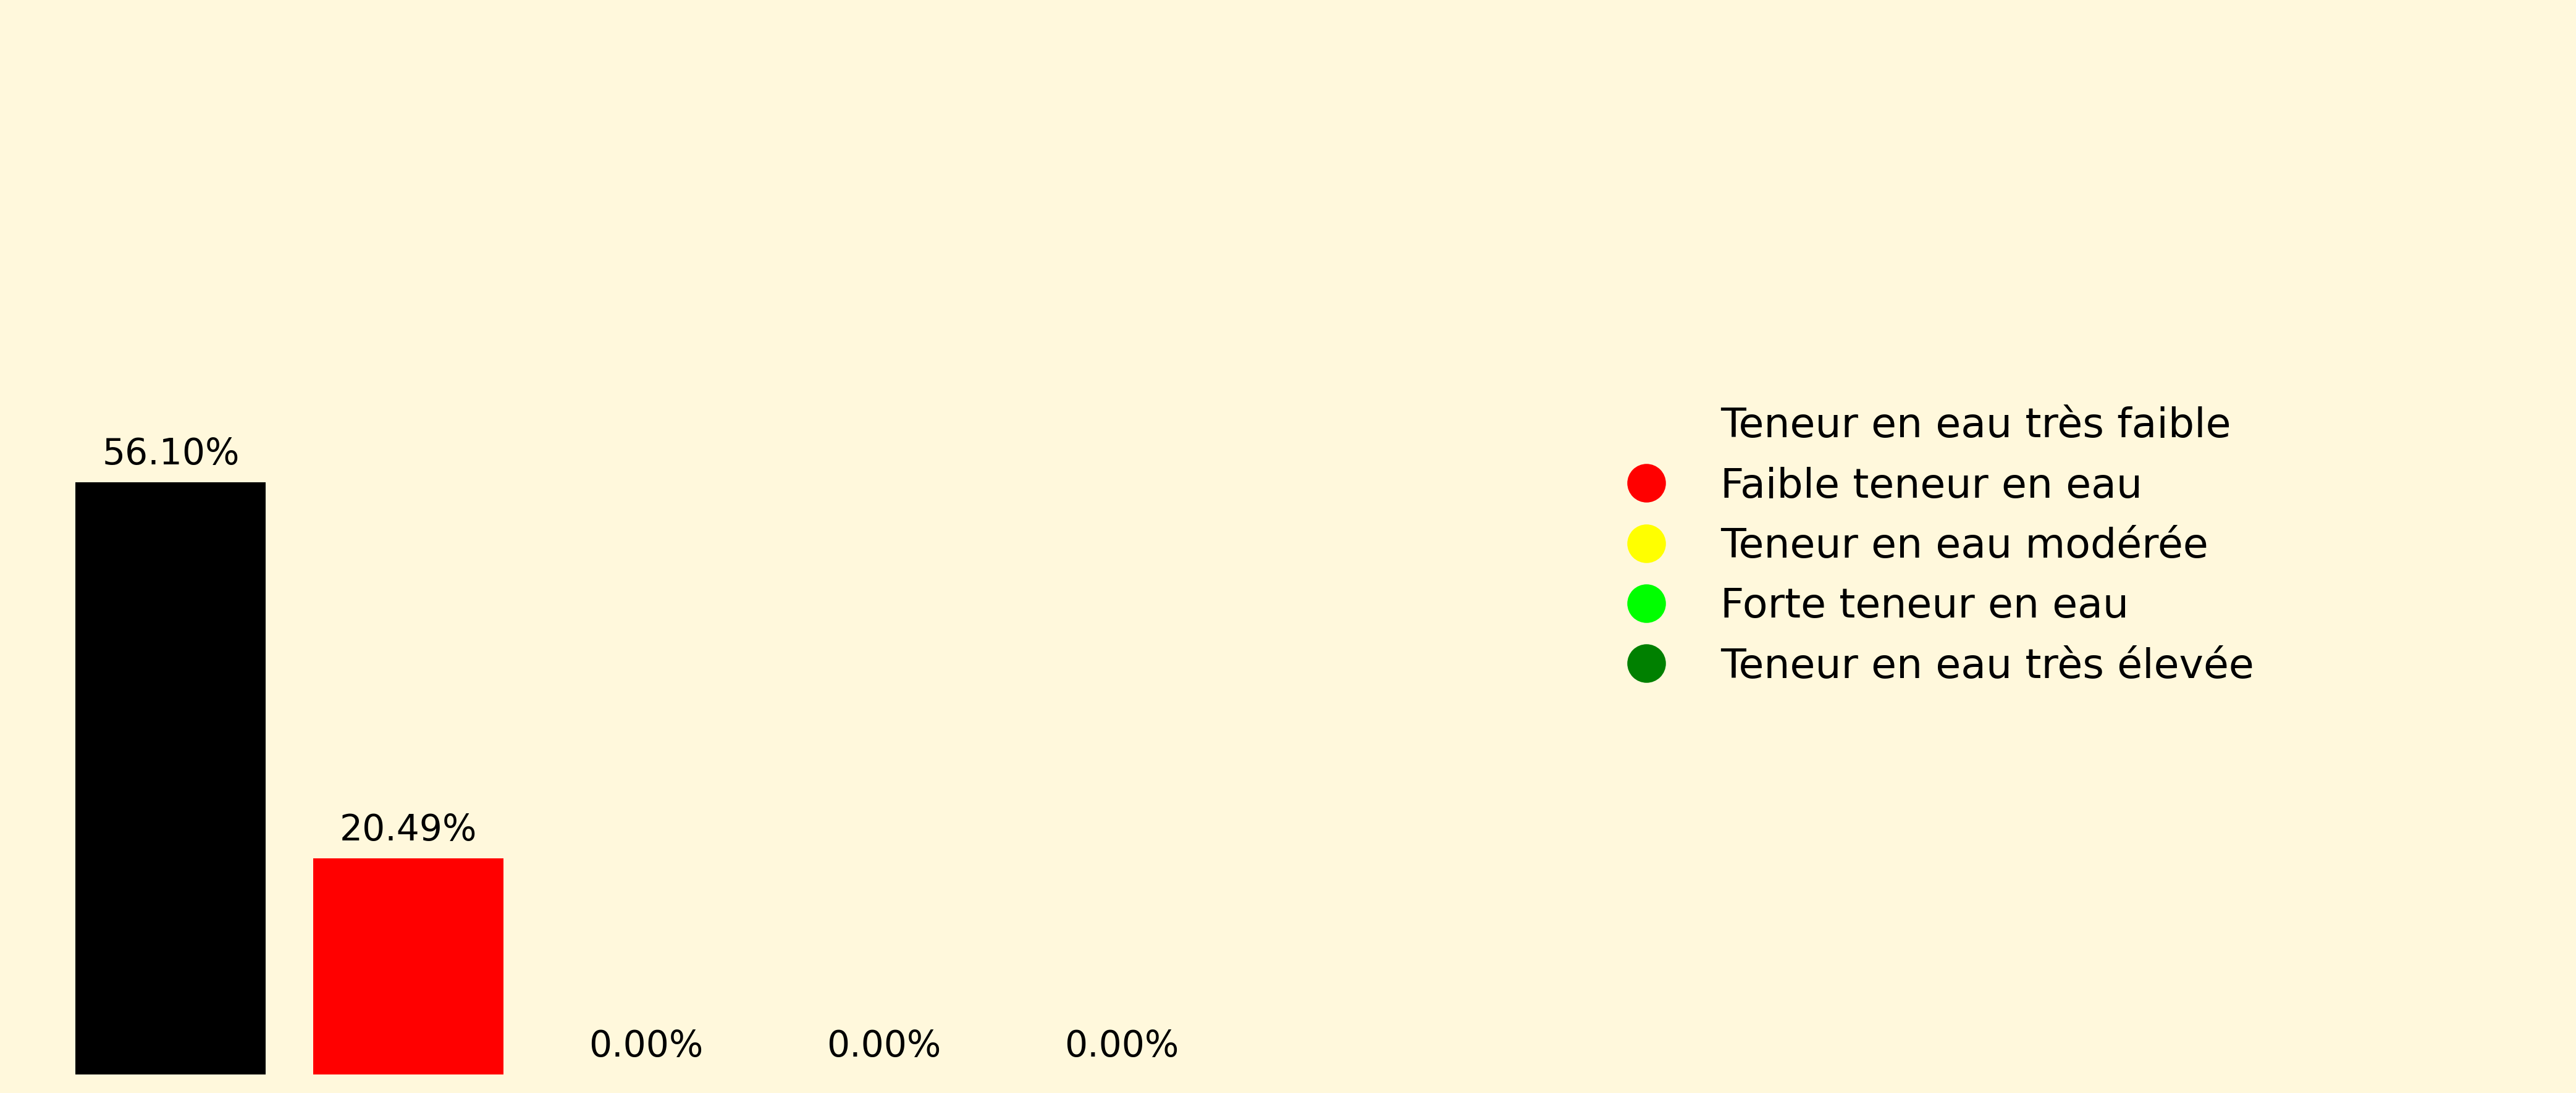 56.10%
20.49%
0.00%
0.00%
0.00%
Teneur en eau très faible
Faible teneur en eau
Teneur en eau modérée
Forte teneur en eau
Teneur en eau très élevée